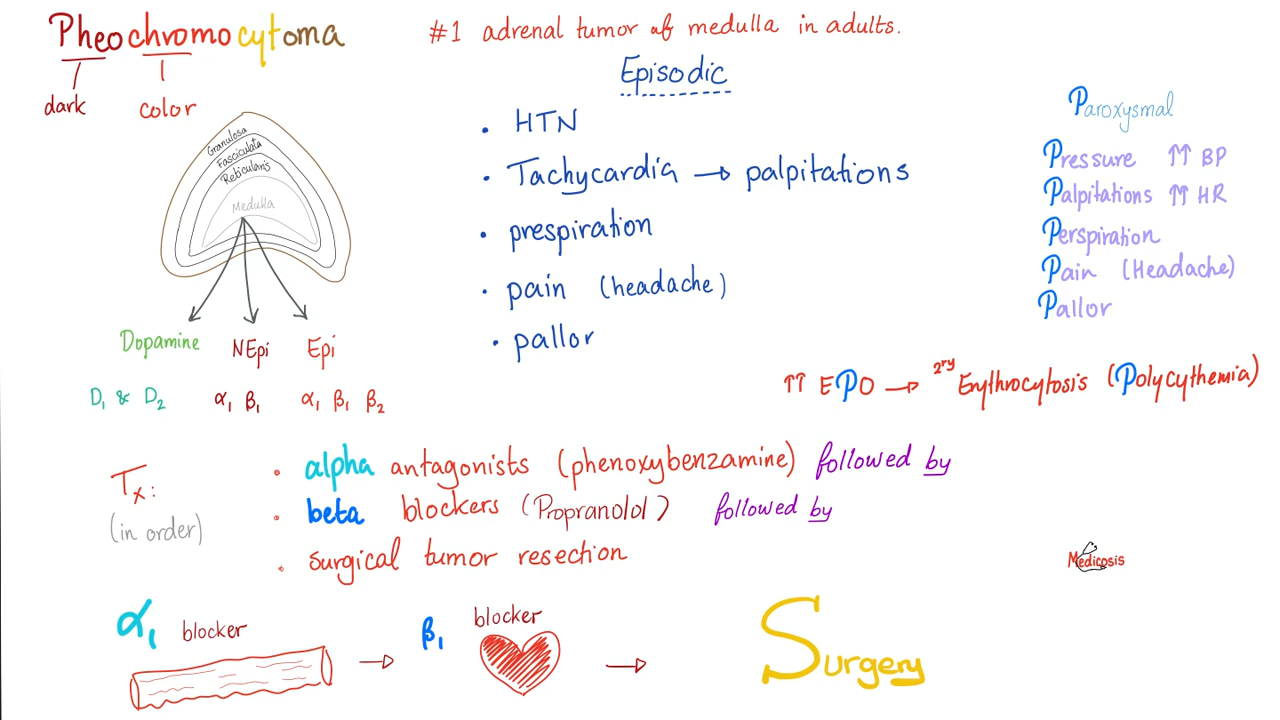 Pheochromocytoma
dark
color
#1 adrenal tumor of medulla in adults.
Episodic
• HTN
• Tachycardia → palpitations
• prespiration
• pain (headache)
• pallor
Paroxysmal
Pressure ↑↑ BP
Palpitations ↑↑ HR
Perspiration
Pain (Headache)
Pallor
Granulosa
Fasciculata
Reticularis
Medulla
Dopamine NEpi Epi
D1 & D2 α1 β1 α1 β1 β2
↑↑ EPO → 2ry Erythrocytosis (Polycythemia)
Tx:
(in order)
• alpha antagonists (phenoxybenzamine) followed by
• beta blockers (Propranolol) followed by
• surgical tumor resection
Medicosis
α1 blocker → β1 blocker → Surgery